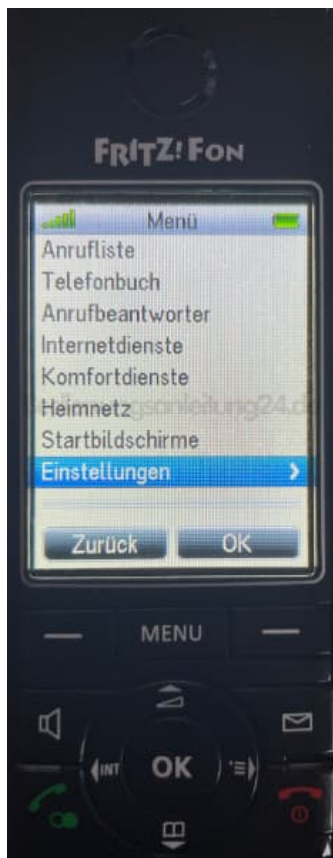 FRITZ! FON
Menü
Anrufliste
Telefonbuch
Anrufbeantworter
Internetdienste
Komfortdienste
Heimnetz
Startbildschirme
Einstellungen
Zurück OK
MENU
INT OK